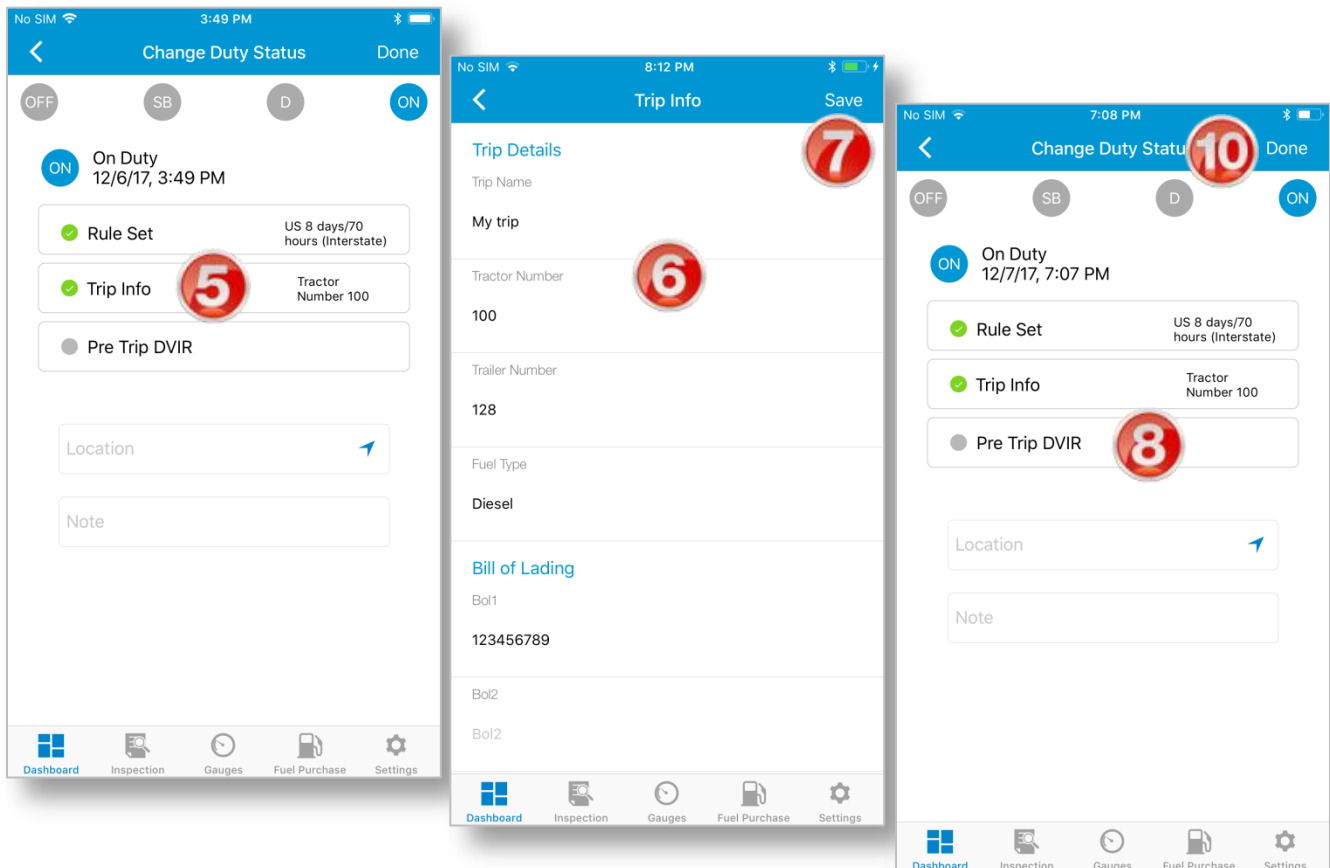 No SIM 3:49 PM
Change Duty Status Done
OFF SB D ON
ON On Duty
12/6/17, 3:49 PM
Rule Set US 8 days/70
hours (Interstate)
Trip Info 5 Tractor
Number 100
Pre Trip DVIR
Location
Note
Dashboard Inspection Gauges Fuel Purchase Settings
No SIM 8:12 PM
Trip Info Save
7
Trip Details
Trip Name
My trip
6
Tractor Number
100
Trailer Number
128
Fuel Type
Diesel
Bill of Lading
Bol1
123456789
Bol2
Bol2
Dashboard Inspection Gauges Fuel Purchase Settings
No SIM 7:08 PM
Change Duty Statu 10 Done
OFF SB D ON
ON On Duty
12/7/17, 7:07 PM
Rule Set US 8 days/70
hours (Interstate)
Trip Info Tractor
Number 100
Pre Trip DVIR 8
Location
Note
Dashboard Inspection Gauges Fuel Purchase Settings